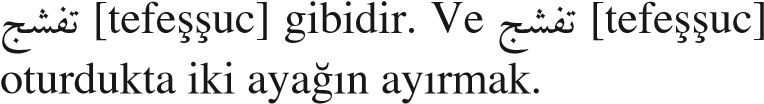 تفشج [tefeşşuc] gibidir. Ve تفشج [tefeşşuc]
oturdukta iki ayağın ayırmak.